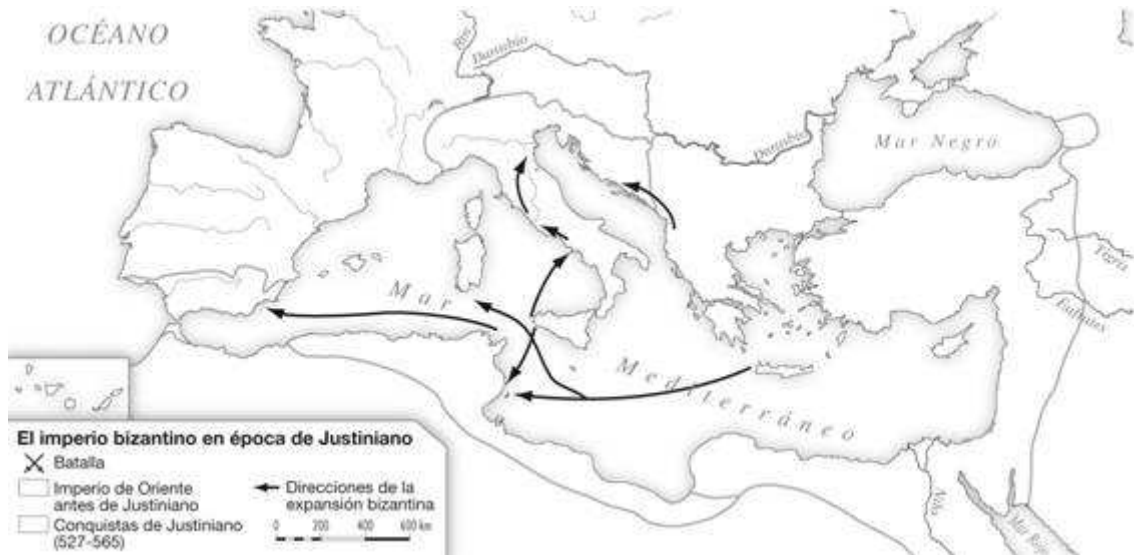 OCÉANO
ATLÁNTICO
Rin
Danubio
Danubio
Mar Negro
Tigris
Éufrates
Mar
Mediterráneo
Nilo
Mar Rojo
El imperio bizantino en época de Justiniano
Batalla
Imperio de Oriente
antes de Justiniano
Conquistas de Justiniano
(527-565)
Direcciones de la
expansión bizantina
0 200 400 600 km